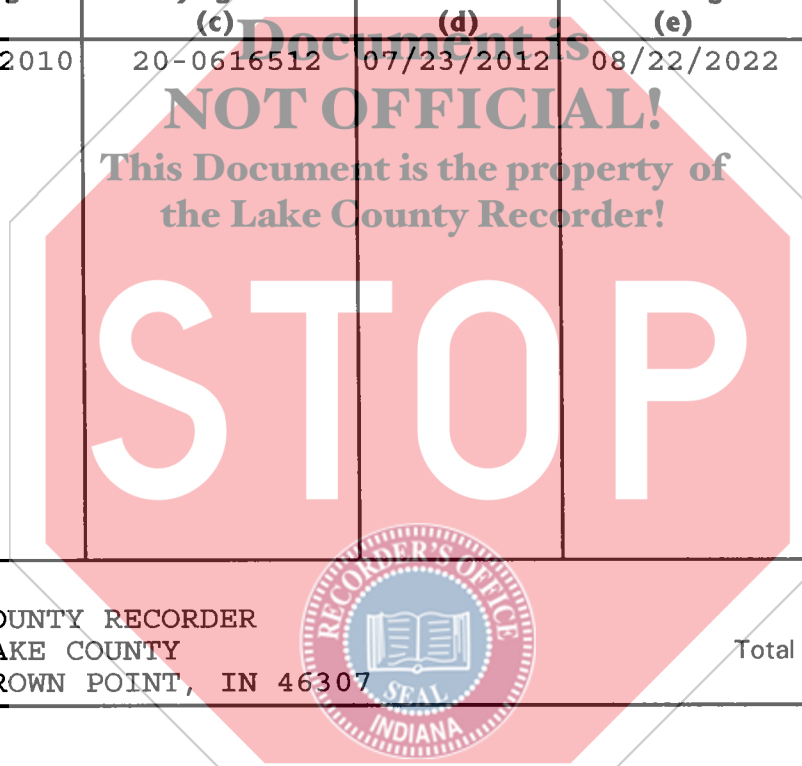 (c) (d) (e)
Document is
2010 20-0616512 07/23/2012 08/22/2022
NOT OFFICIAL!
This Document is the property of
the Lake County Recorder!
STOP
RECORDER'S OFFICE
OUNTY RECORDER
AKE COUNTY Total
ROWN POINT, IN 46307
SEAL
INDIANA